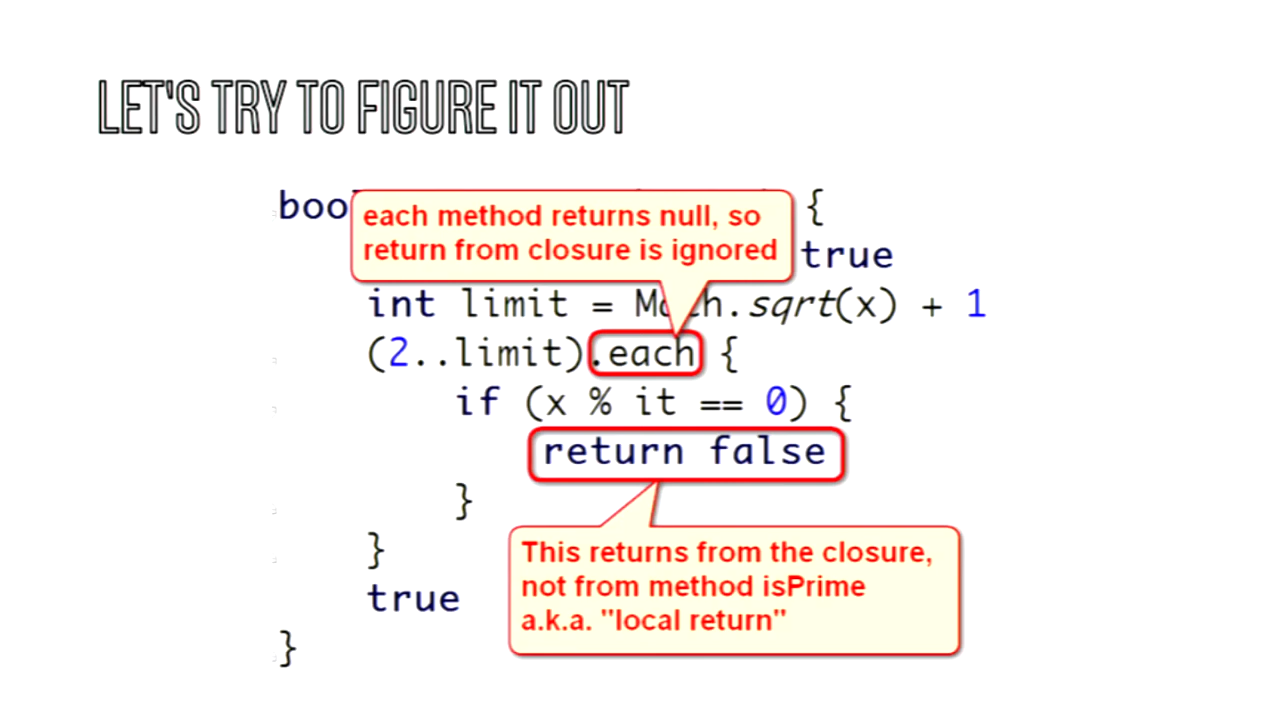 LET'S TRY TO FIGURE IT OUT
{
each method returns null, so
return from closure is ignored
true
int limit = .sqrt(x) + 1
(2..limit).each {
if (x % it == 0) {
return false
}
}
true
}
This returns from the closure,
not from method isPrime
a.k.a. "local return"